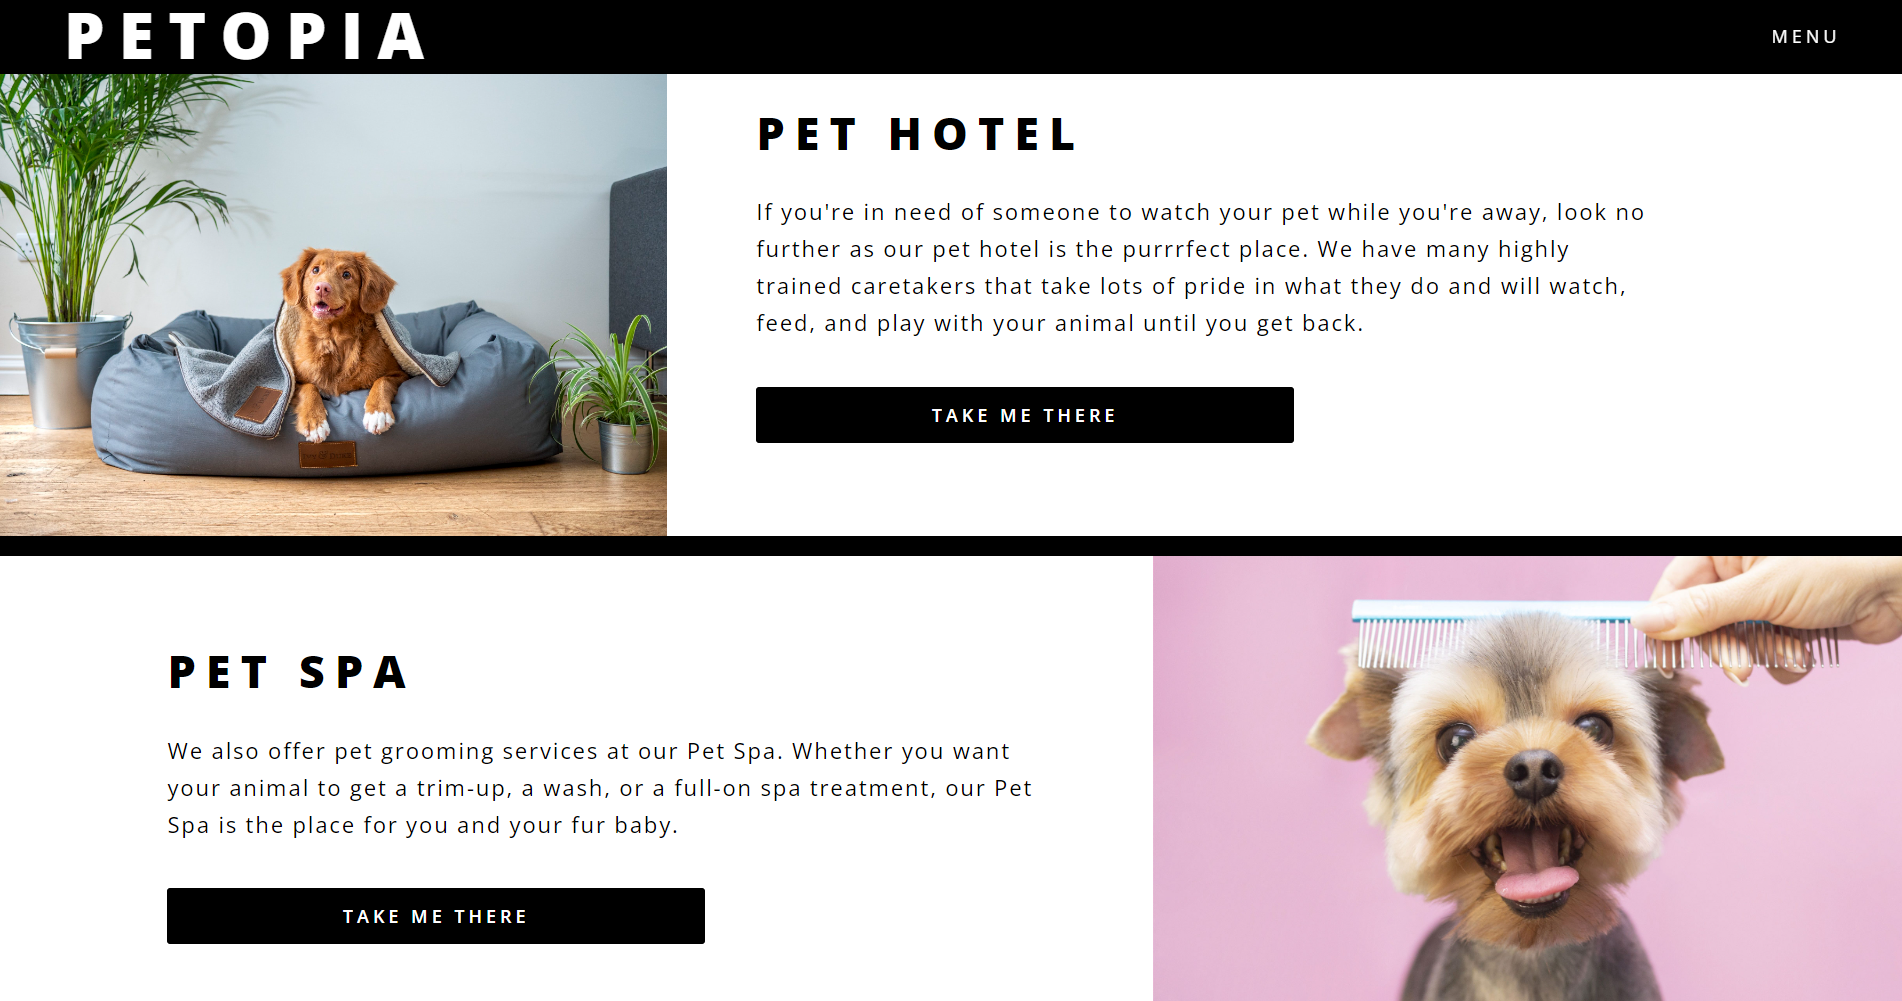 PETOPIA
MENU
PET HOTEL
If you're in need of someone to watch your pet while you're away, look no
further as our pet hotel is the purrrfect place. We have many highly
trained caretakers that take lots of pride in what they do and will watch,
feed, and play with your animal until you get back.
TAKE ME THERE
PET SPA
We also offer pet grooming services at our Pet Spa. Whether you want
your animal to get a trim-up, a wash, or a full-on spa treatment, our Pet
Spa is the place for you and your fur baby.
TAKE ME THERE